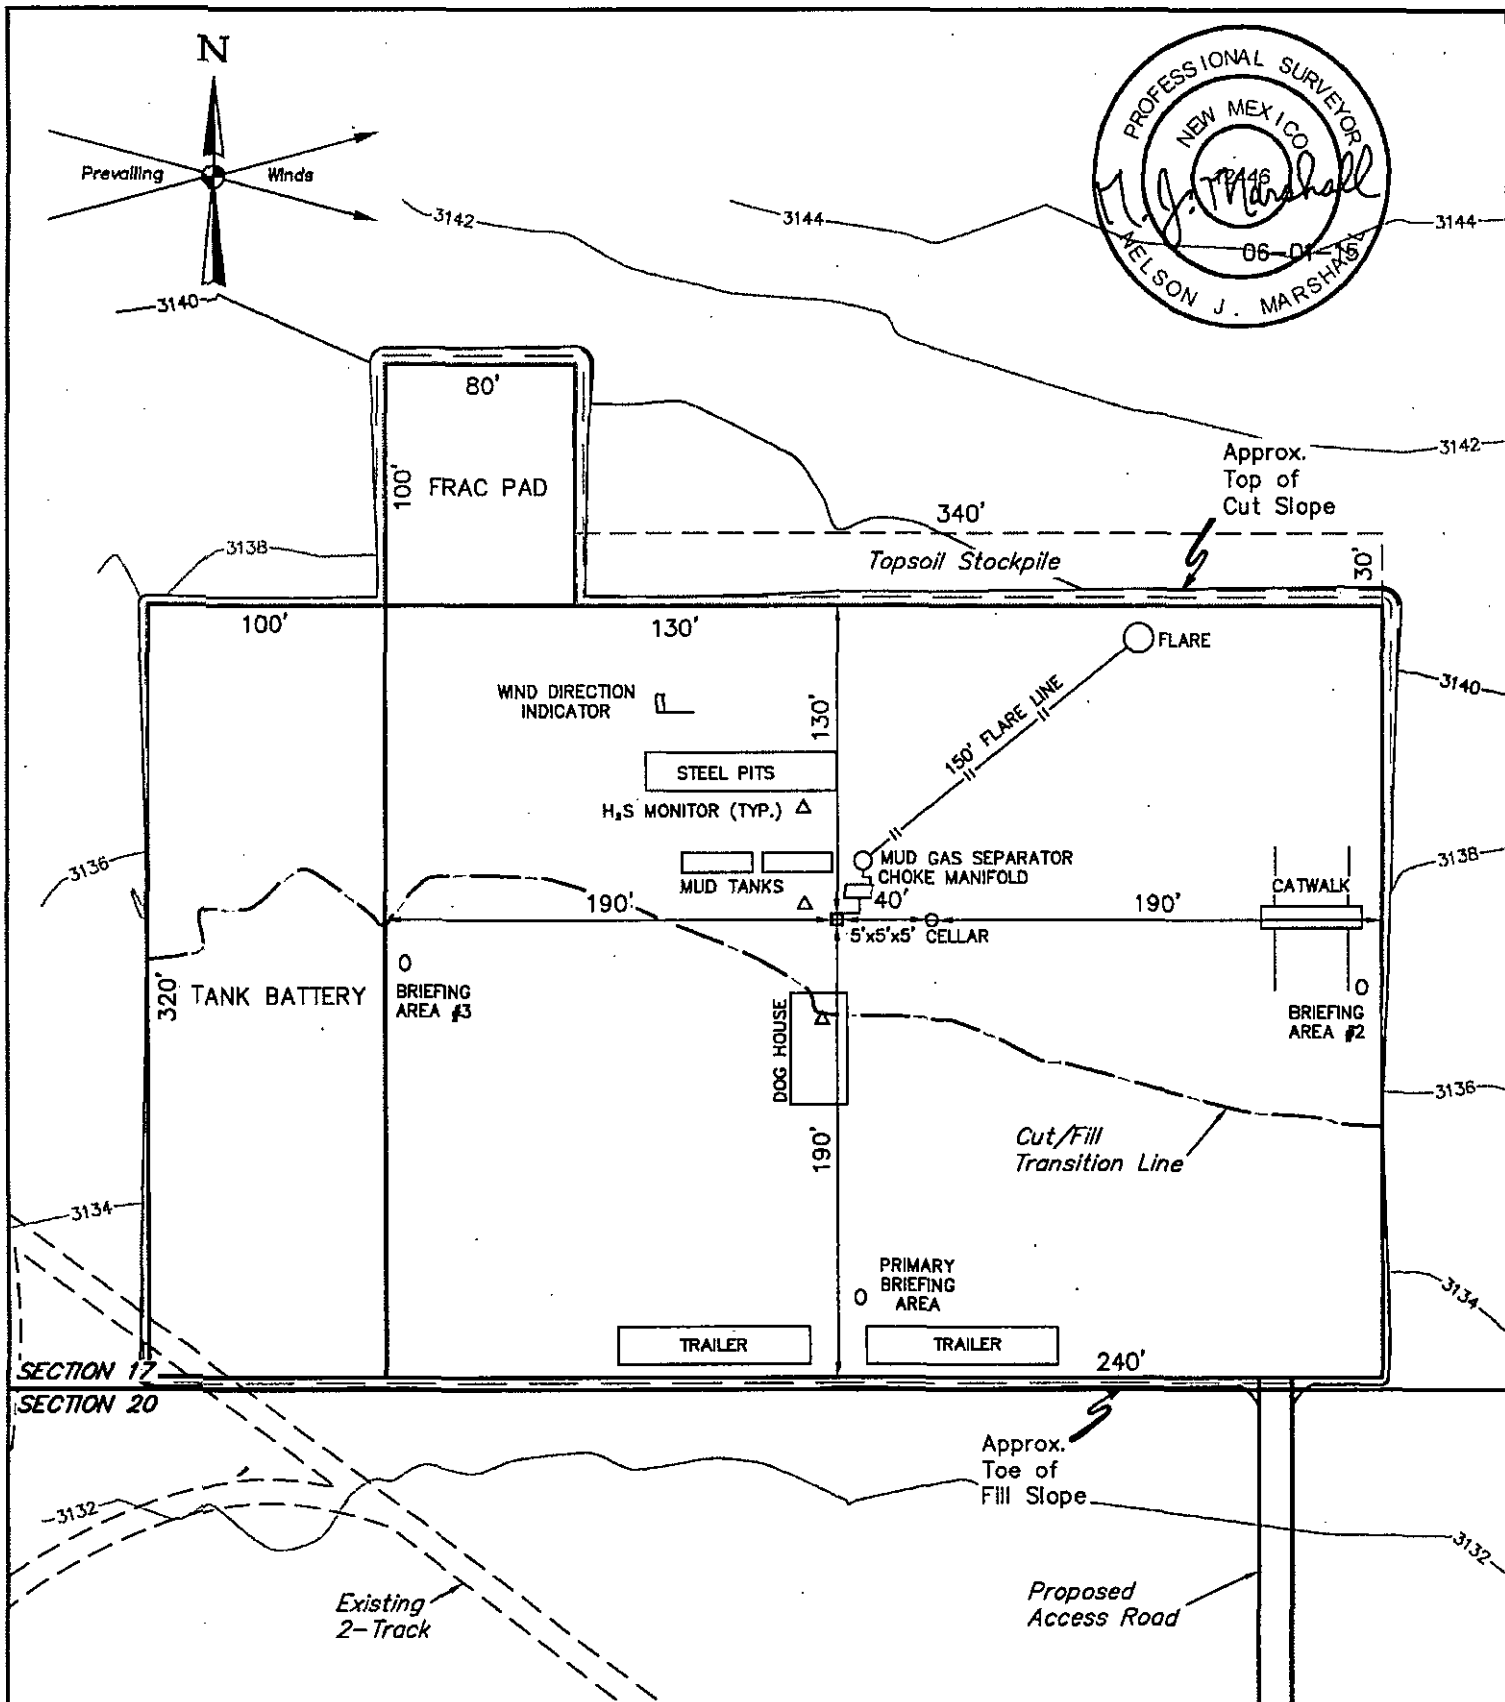 N
Prevailing Winds
PROFESSIONAL SURVEYOR
NEW MEXICO
12446
N. J. Marshall
06-01-15
NELSON J. MARSHALL
3142
3144
3144
3140
80'
100'
FRAC PAD
3142
Approx.
Top of
Cut Slope
340'
3138
Topsoil Stockpile
30'
100'
130'
FLARE
WIND DIRECTION
INDICATOR
130'
150' FLARE LINE
3140
STEEL PITS
H2S MONITOR (TYP.)
3136
MUD GAS SEPARATOR
CHOKE MANIFOLD
3138
MUD TANKS
CATWALK
190'
40'
190'
5'x5'x5' CELLAR
320'
TANK BATTERY
BRIEFING
AREA #3
DOG HOUSE
BRIEFING
AREA #2
3136
190'
Cut/Fill
Transition Line
3134
PRIMARY
BRIEFING
AREA
3134
TRAILER
TRAILER
240'
SECTION 17
SECTION 20
Approx.
Toe of
Fill Slope
3132
3132
Existing
2-Track
Proposed
Access Road